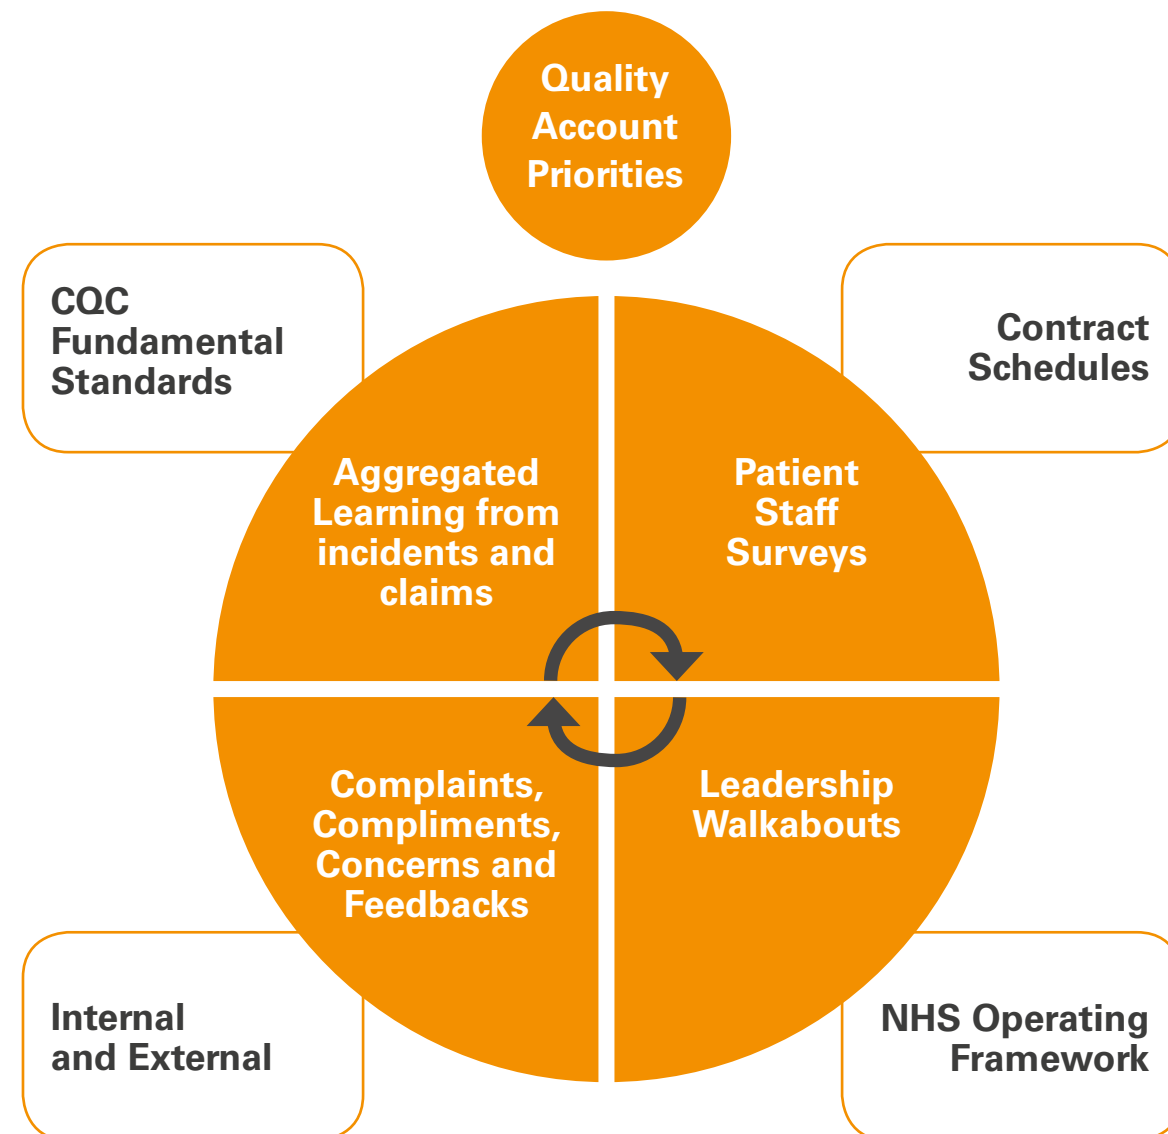 Quality
Account
Priorities
CQC
Fundamental
Standards
Contract
Schedules
Aggregated
Learning from
incidents and
claims
Patient
Staff
Surveys
Complaints,
Compliments,
Concerns and
Feedbacks
Leadership
Walkabouts
Internal
and External
NHS Operating
Framework